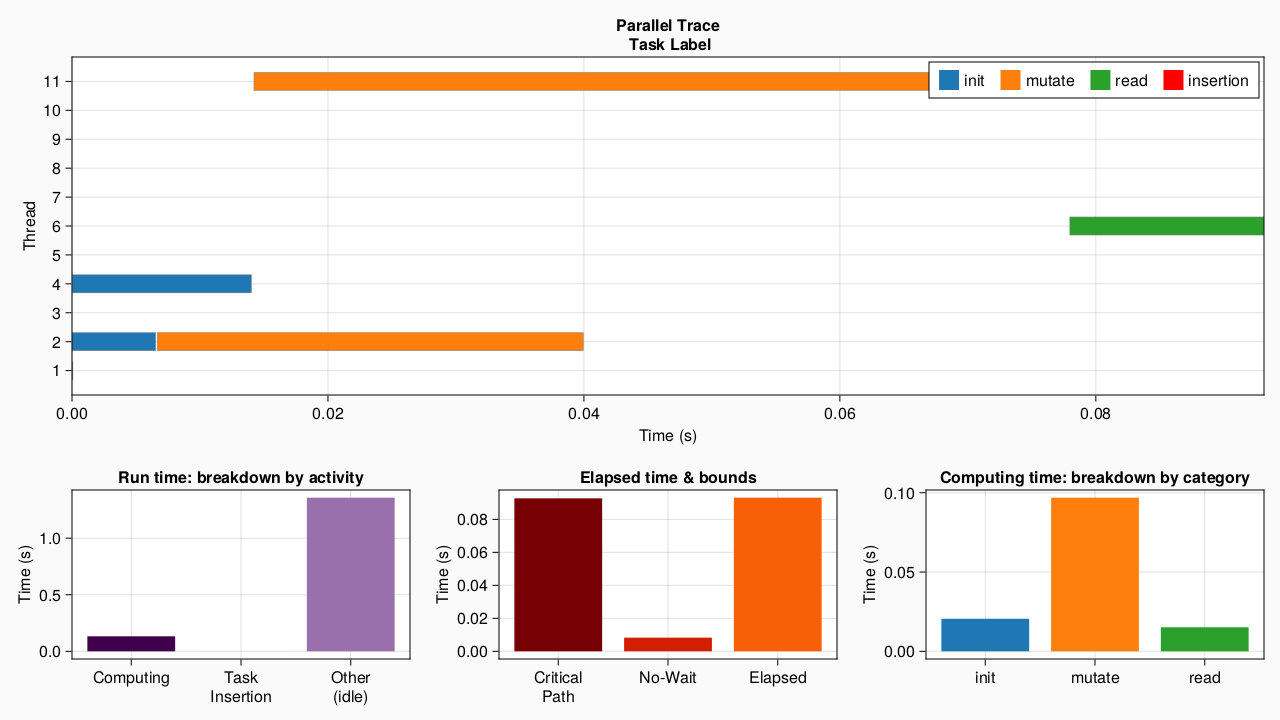 Parallel Trace
Task Label
init mutate read insertion
11
10
9
8
7
6
5
4
3
2
1
Thread
0.00 0.02 0.04 0.06 0.08
Time (s)
Run time: breakdown by activity
1.0
0.5
0.0
Time (s)
Computing Task Insertion Other (idle)
Elapsed time & bounds
0.08
0.06
0.04
0.02
0.00
Time (s)
Critical Path No-Wait Elapsed
Computing time: breakdown by category
0.10
0.05
0.00
Time (s)
init mutate read